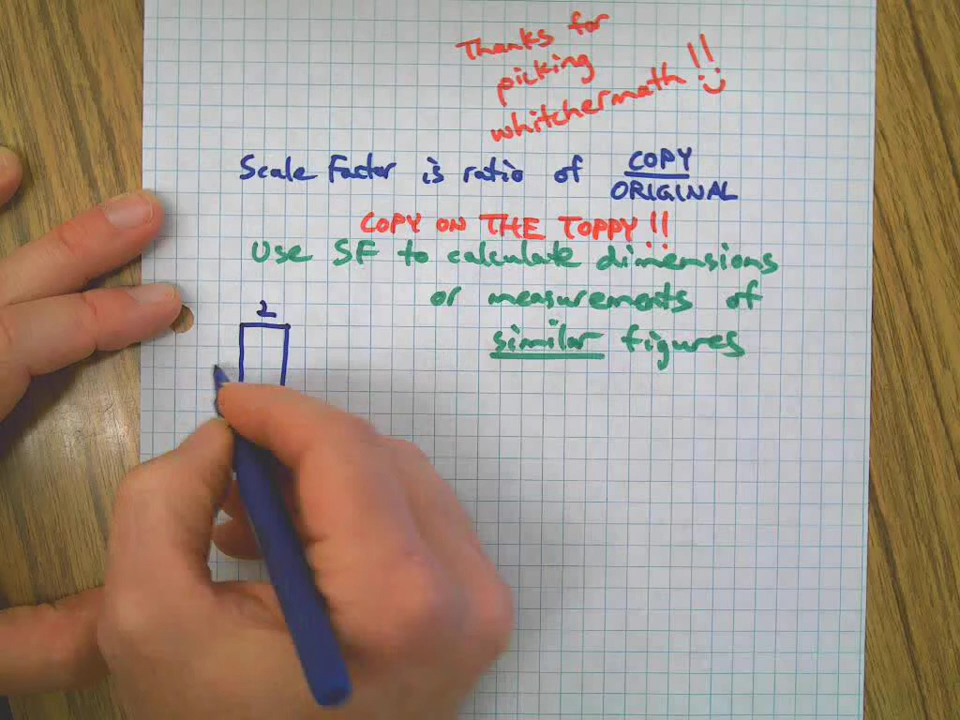 Thanks for
picking
whitchermath!!
Scale Factor is ratio of COPY
ORIGINAL
COPY ON THE TOPPY!!
Use SF to calculate dimensions
or measurements of
similar figures
2